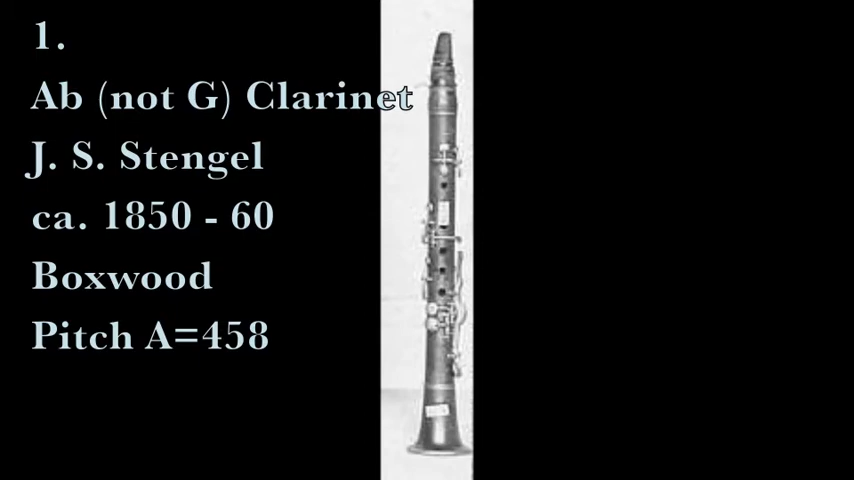 1.
Ab (not G) Clarinet
J. S. Stengel
ca. 1850 - 60
Boxwood
Pitch A=458